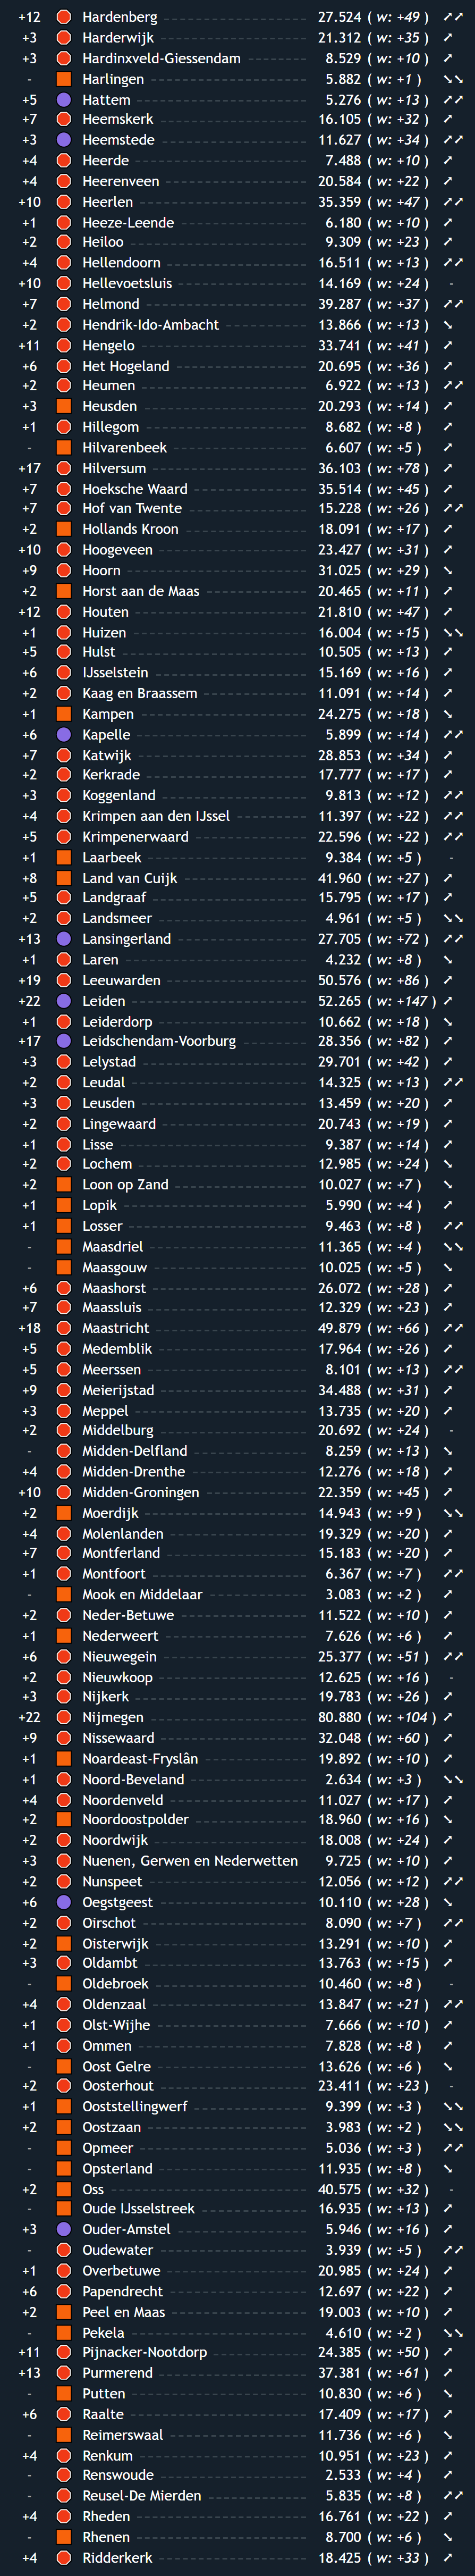 +12 Hardenberg 27.524 ( w: +49 ) ➚➚
+3 Harderwijk 21.312 ( w: +35 ) ➚
+3 Hardinxveld-Giessendam 8.529 ( w: +10 ) ➚
- Harlingen 5.882 ( w: +1 ) ➘➘
+5 Hattem 5.276 ( w: +13 ) ➚➚
+7 Heemskerk 16.105 ( w: +32 ) ➚
+3 Heemstede 11.627 ( w: +34 ) ➚➚
+4 Heerde 7.488 ( w: +10 ) ➚
+4 Heerenveen 20.584 ( w: +22 ) ➚
+10 Heerlen 35.359 ( w: +47 ) ➚➚
+1 Heeze-Leende 6.180 ( w: +10 ) ➚
+2 Heiloo 9.309 ( w: +23 ) ➚
+4 Hellendoorn 16.511 ( w: +13 ) ➚➚
+10 Hellevoetsluis 14.169 ( w: +24 ) -
+7 Helmond 39.287 ( w: +37 ) ➚➚
+2 Hendrik-Ido-Ambacht 13.866 ( w: +13 ) ➘
+11 Hengelo 33.741 ( w: +41 ) ➚
+6 Het Hogeland 20.695 ( w: +36 ) ➚
+2 Heumen 6.922 ( w: +13 ) ➚➚
+3 Heusden 20.293 ( w: +14 ) ➚
+1 Hillegom 8.682 ( w: +8 ) ➚
- Hilvarenbeek 6.607 ( w: +5 ) ➚
+17 Hilversum 36.103 ( w: +78 ) ➚
+7 Hoeksche Waard 35.514 ( w: +45 ) ➚
+7 Hof van Twente 15.228 ( w: +26 ) ➚➚
+2 Hollands Kroon 18.091 ( w: +17 ) ➚
+10 Hoogeveen 23.427 ( w: +31 ) ➚
+9 Hoorn 31.025 ( w: +29 ) ➘
+2 Horst aan de Maas 20.465 ( w: +11 ) ➚
+12 Houten 21.810 ( w: +47 ) ➚
+1 Huizen 16.004 ( w: +15 ) ➘➘
+5 Hulst 10.505 ( w: +13 ) ➚
+6 IJsselstein 15.169 ( w: +16 ) ➚
+2 Kaag en Braassem 11.091 ( w: +14 ) ➚
+1 Kampen 24.275 ( w: +18 ) ➘
+6 Kapelle 5.899 ( w: +14 ) ➚➚
+7 Katwijk 28.853 ( w: +34 ) ➚
+2 Kerkrade 17.777 ( w: +17 ) ➚
+3 Koggenland 9.813 ( w: +12 ) ➚➚
+4 Krimpen aan den IJssel 11.397 ( w: +22 ) ➚➚
+5 Krimpenerwaard 22.596 ( w: +22 ) ➚➚
+1 Laarbeek 9.384 ( w: +5 ) -
+8 Land van Cuijk 41.960 ( w: +27 ) ➚
+5 Landgraaf 15.795 ( w: +17 ) ➚
+2 Landsmeer 4.961 ( w: +5 ) ➘➘
+13 Lansingerland 27.705 ( w: +72 ) ➚➚
+1 Laren 4.232 ( w: +8 ) ➘
+19 Leeuwarden 50.576 ( w: +86 ) ➚
+22 Leiden 52.265 ( w: +147 ) ➚
+1 Leiderdorp 10.662 ( w: +18 ) ➘
+17 Leidschendam-Voorburg 28.356 ( w: +82 ) ➚
+3 Lelystad 29.701 ( w: +42 ) ➚
+2 Leudal 14.325 ( w: +13 ) ➚➚
+3 Leusden 13.459 ( w: +20 ) ➚
+2 Lingewaard 20.743 ( w: +19 ) ➚
+1 Lisse 9.387 ( w: +14 ) ➚
+2 Lochem 12.985 ( w: +24 ) ➘
+2 Loon op Zand 10.027 ( w: +7 ) ➘
+1 Lopik 5.990 ( w: +4 ) ➚
+1 Losser 9.463 ( w: +8 ) ➚➚
- Maasdriel 11.365 ( w: +4 ) ➘➘
- Maasgouw 10.025 ( w: +5 ) ➘
+6 Maashorst 26.072 ( w: +28 ) ➚
+7 Maassluis 12.329 ( w: +23 ) ➚
+18 Maastricht 49.879 ( w: +66 ) ➚➚
+5 Medemblik 17.964 ( w: +26 ) ➚
+5 Meerssen 8.101 ( w: +13 ) ➚➚
+9 Meierijstad 34.488 ( w: +31 ) ➚
+3 Meppel 13.735 ( w: +20 ) ➚
+2 Middelburg 20.692 ( w: +24 ) -
- Midden-Delfland 8.259 ( w: +13 ) ➘
+4 Midden-Drenthe 12.276 ( w: +18 ) ➚
+10 Midden-Groningen 22.359 ( w: +45 ) ➚
+2 Moerdijk 14.943 ( w: +9 ) ➘➘
+4 Molenlanden 19.329 ( w: +20 ) ➚
+7 Montferland 15.183 ( w: +20 ) ➚
+1 Montfoort 6.367 ( w: +7 ) ➚➚
- Mook en Middelaar 3.083 ( w: +2 ) ➚
+2 Neder-Betuwe 11.522 ( w: +10 ) ➚
+1 Nederweert 7.626 ( w: +6 ) ➚
+6 Nieuwegein 25.377 ( w: +51 ) ➚➚
+2 Nieuwkoop 12.625 ( w: +16 ) -
+3 Nijkerk 19.783 ( w: +26 ) ➚
+22 Nijmegen 80.880 ( w: +104 ) ➚
+9 Nissewaard 32.048 ( w: +60 ) ➚
+1 Noardeast-Fryslân 19.892 ( w: +10 ) ➚
+1 Noord-Beveland 2.634 ( w: +3 ) ➘➘
+4 Noordenveld 11.027 ( w: +17 ) ➚
+2 Noordoostpolder 18.960 ( w: +16 ) ➘
+2 Noordwijk 18.008 ( w: +24 ) ➚
+3 Nuenen, Gerwen en Nederwetten 9.725 ( w: +10 ) ➚
+2 Nunspeet 12.056 ( w: +12 ) ➚➚
+6 Oegstgeest 10.110 ( w: +28 ) ➘
+2 Oirschot 8.090 ( w: +7 ) ➚➚
+2 Oisterwijk 13.291 ( w: +10 ) ➚
+3 Oldambt 13.763 ( w: +15 ) ➚
- Oldebroek 10.460 ( w: +8 ) -
+4 Oldenzaal 13.847 ( w: +21 ) ➚➚
+1 Olst-Wijhe 7.666 ( w: +10 ) ➚
+1 Ommen 7.828 ( w: +8 ) ➚
- Oost Gelre 13.626 ( w: +6 ) ➘
+2 Oosterhout 23.411 ( w: +23 ) -
+1 Ooststellingwerf 9.399 ( w: +3 ) ➘➘
+2 Oostzaan 3.983 ( w: +2 ) ➘➘
- Opmeer 5.036 ( w: +3 ) ➚➚
- Opsterland 11.935 ( w: +8 ) ➘
+2 Oss 40.575 ( w: +32 ) -
- Oude IJsselstreek 16.935 ( w: +13 ) ➚
+3 Ouder-Amstel 5.946 ( w: +16 ) ➚
- Oudewater 3.939 ( w: +5 ) ➚➚
+1 Overbetuwe 20.985 ( w: +24 ) ➚
+6 Papendrecht 12.697 ( w: +22 ) ➚
+2 Peel en Maas 19.003 ( w: +10 ) ➚
- Pekela 4.610 ( w: +2 ) ➘➘
+11 Pijnacker-Nootdorp 24.385 ( w: +50 ) ➚
+13 Purmerend 37.381 ( w: +61 ) ➚
- Putten 10.830 ( w: +6 ) ➘
+6 Raalte 17.409 ( w: +17 ) ➚
- Reimerswaal 11.736 ( w: +6 ) ➘
+4 Renkum 10.951 ( w: +23 ) ➚
- Renswoude 2.533 ( w: +4 ) ➚
- Reusel-De Mierden 5.835 ( w: +8 ) ➚➚
+4 Rheden 16.761 ( w: +22 ) ➚
- Rhenen 8.700 ( w: +6 ) ➘
+4 Ridderkerk 18.425 ( w: +33 ) ➚